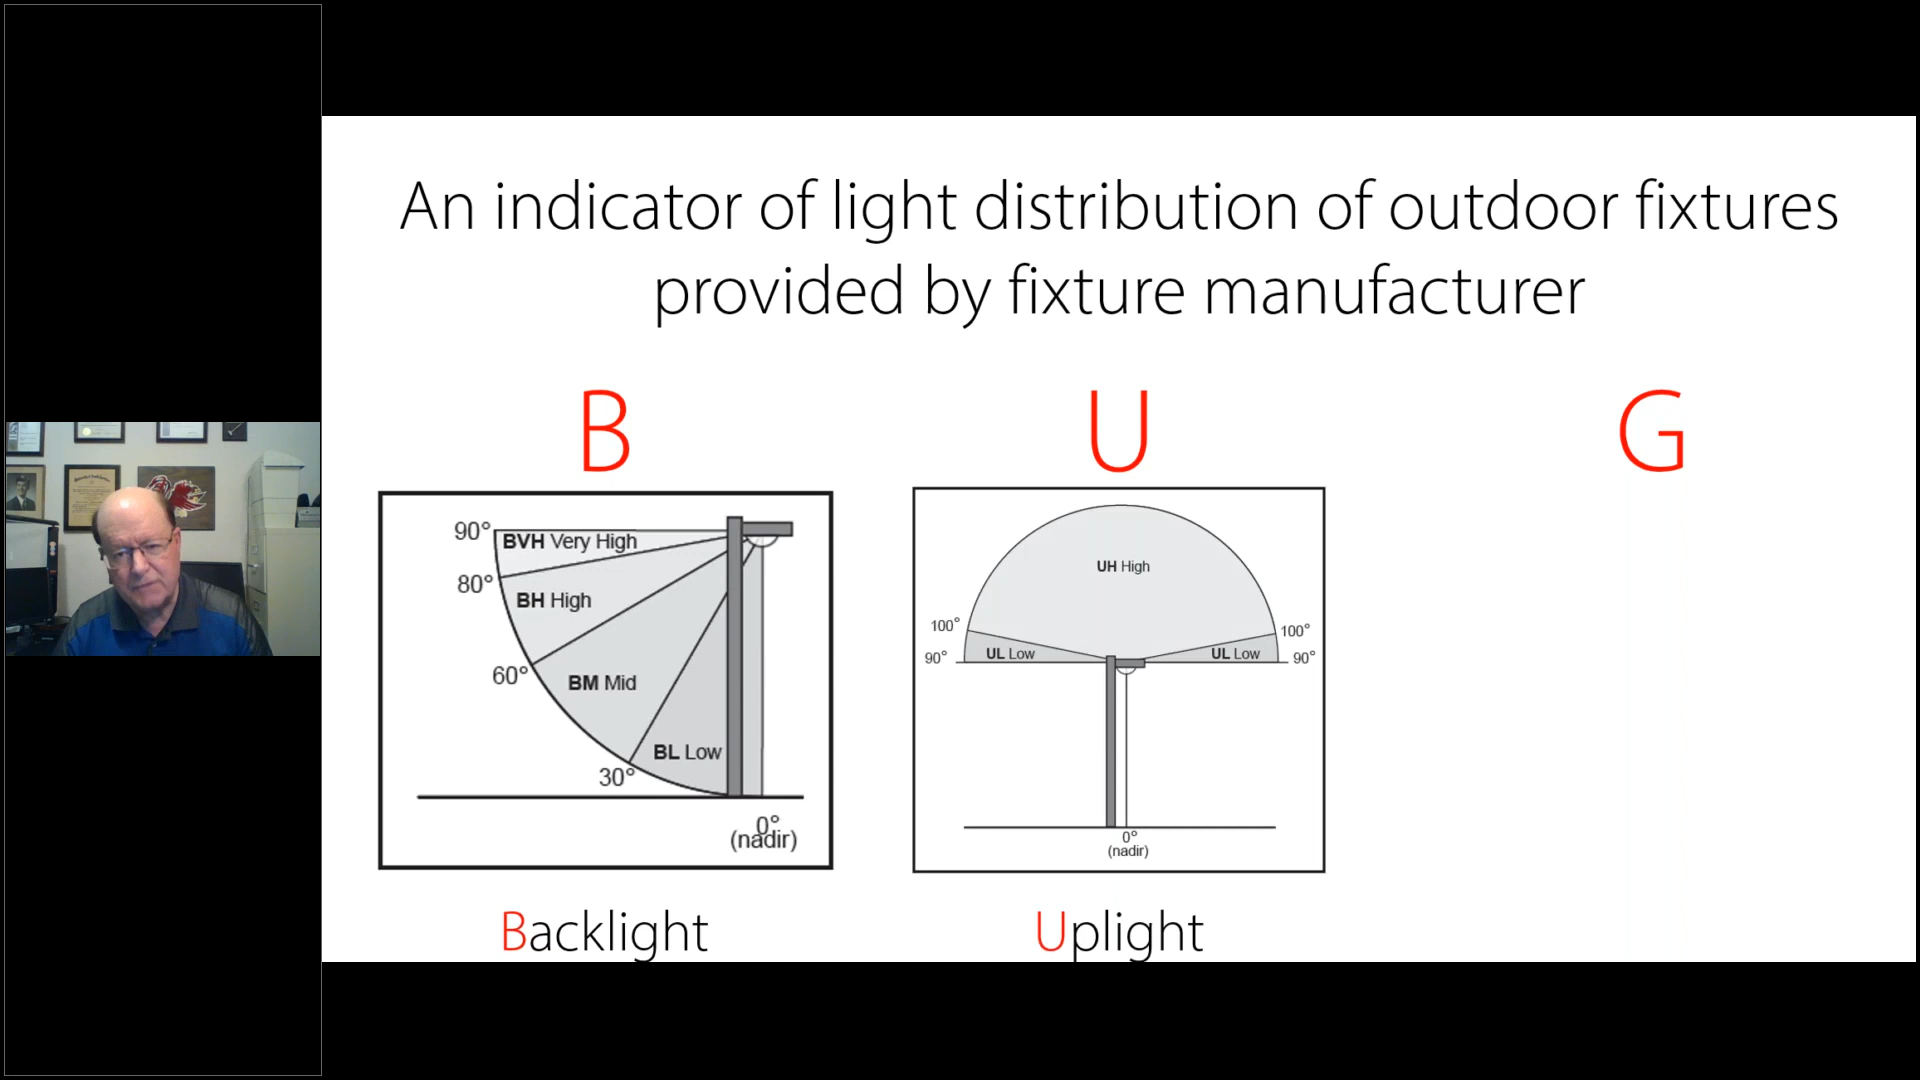 An indicator of light distribution of outdoor fixtures
provided by fixture manufacturer
B
U
G
90°
BVH Very High
80°
BH High
60°
BM Mid
30°
BL Low
0°
(nadir)
UH High
100°
100°
90°
UL Low
UL Low
90°
0°
(nadir)
Backlight
Uplight